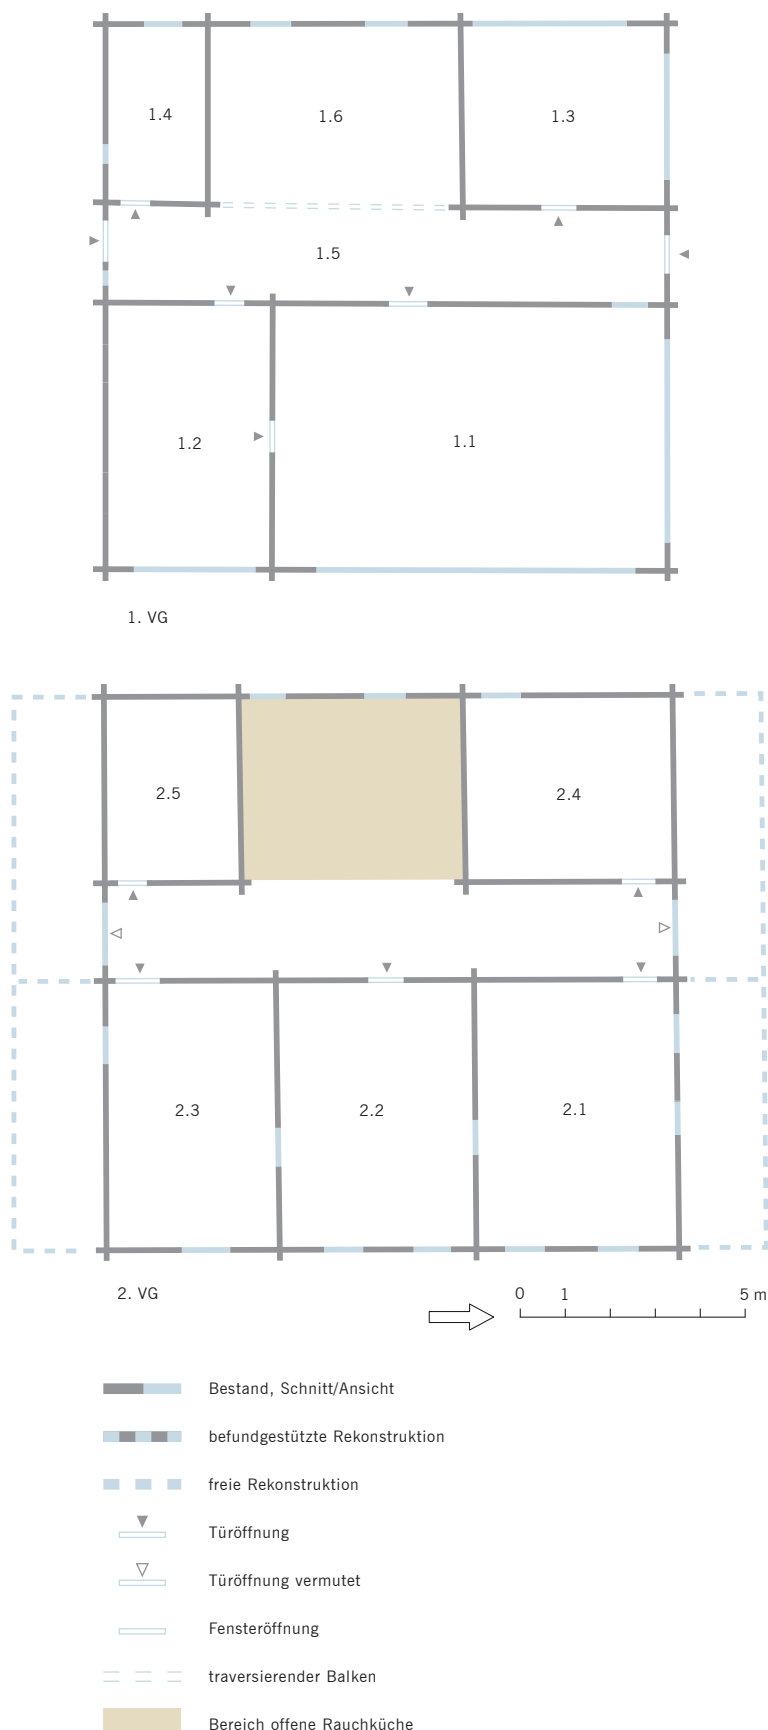 1.4
1.6
1.3
1.5
1.2
1.1
1. VG
2.5
2.4
2.3
2.2
2.1
2. VG
0 1 5 m
Bestand, Schnitt/Ansicht
befundgestützte Rekonstruktion
freie Rekonstruktion
Türöffnung
Türöffnung vermutet
Fensteröffnung
traversierender Balken
Bereich offene Rauchküche